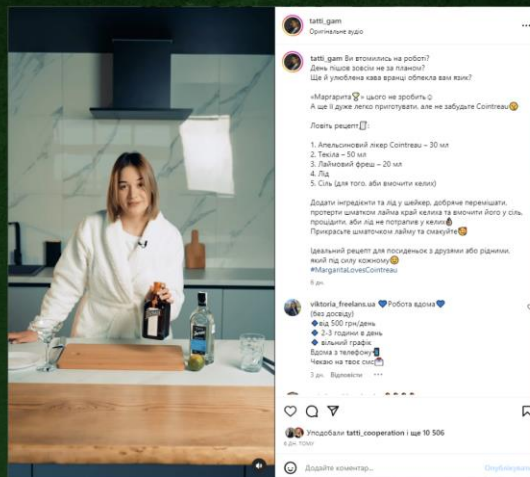 tatti_gam
Оригінальне аудіо
tatti_gam Ви втомились на роботі?
День пішов зовсім не за планом?
Ще й улюблена кава вранці обпекла вам язик?
«Маргарита🏆» цього не зробить
А ще її дуже легко приготувати, але не забудьте Cointreau
Ловіть рецепт
1. Апельсиновий лікер Cointreau – 30 мл
2. Текіла – 50 мл
3. Лаймовий фреш – 20 мл
4. Лід
5. Сіль (для того, аби вмочити келих)
Додати інгредієнти та лід у шейкер, добряче перемішати,
протерти шматком лайма край келиха та вмочити його у сіль,
процідити, аби лід не потрапив у келих
Прикрасьте шматочком лайму та смакуйте
Ідеальний рецепт для посиденьок з друзями або рідними,
який під силу кожному
#MargaritaLovesCointreau
6 дн.
viktoria_freelans.ua 💙Робота вдома💙
(без досвіду)
🔹від 500 грн/день
🔹 2-3 години в день
🔹 вільний графік
Вдома з телефону
Чекаю на твоє смс
3 дн. Відповісти ···
Уподобали tatti_cooperation і ще 10 506
6 ДН. ТОМУ
Додайте коментар...
Опублікувати